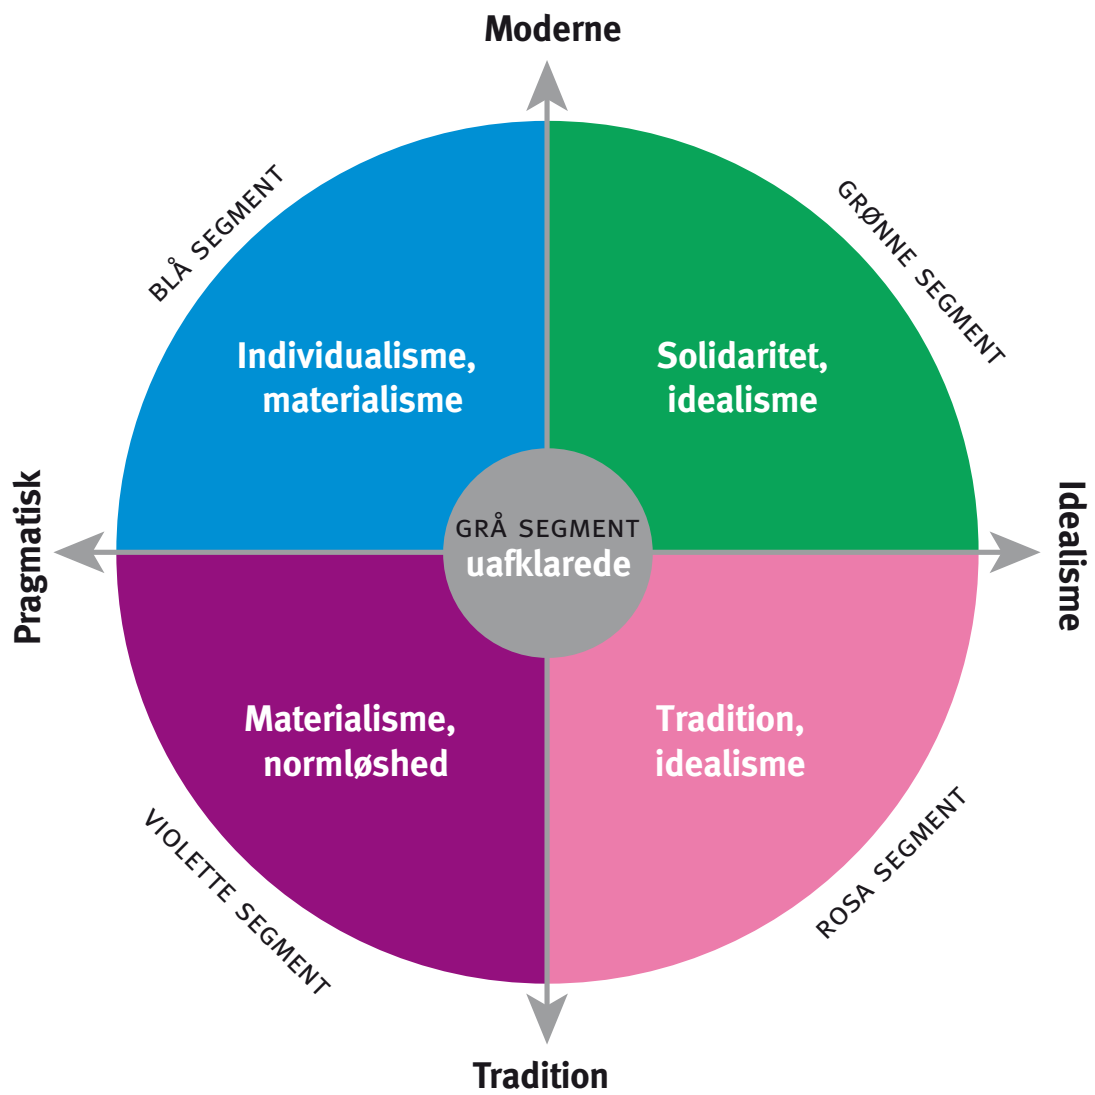 Moderne
BLÅ SEGMENT
GRØNNE SEGMENT
Individualisme,
materialisme
Solidaritet,
idealisme
Pragmatisk
GRÅ SEGMENT
uafklarede
Idealisme
Materialisme,
normløshed
Tradition,
idealisme
VIOLETTE SEGMENT
ROSA SEGMENT
Tradition